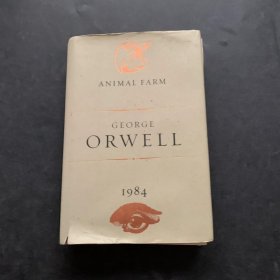 ANIMAL FARM
GEORGE
ORWELL
1984